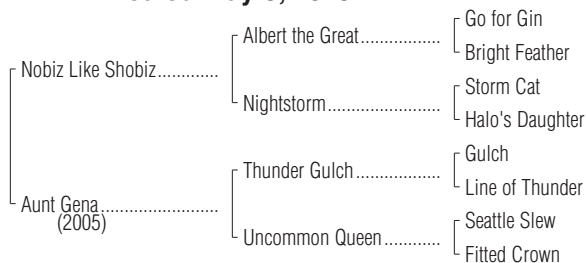 Go for Gin
Albert the Great
Bright Feather
Nobiz Like Shobiz
Storm Cat
Nightstorm
Halo's Daughter
Gulch
Thunder Gulch
Line of Thunder
Aunt Gena
(2005)
Seattle Slew
Uncommon Queen
Fitted Crown